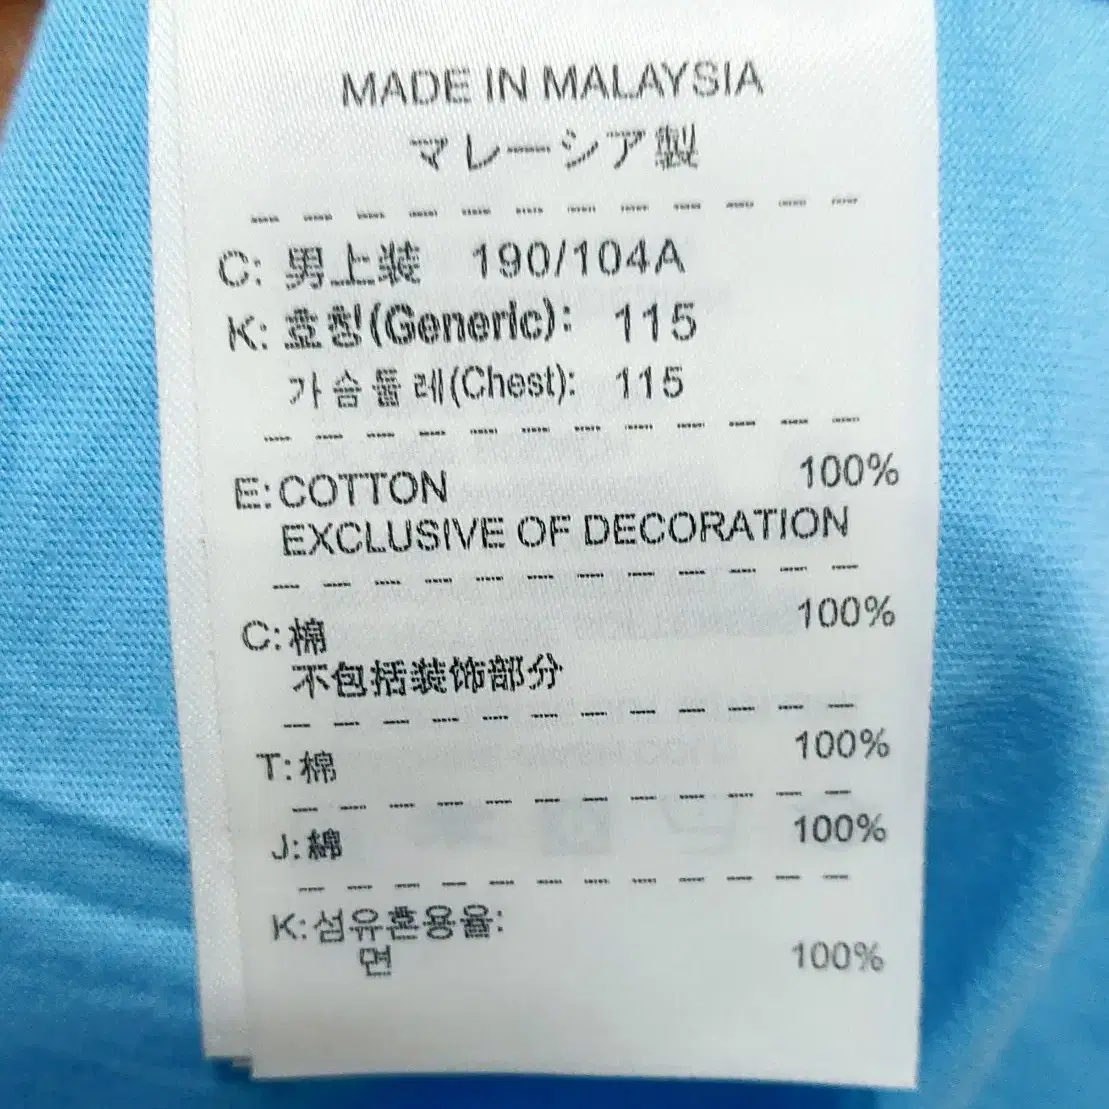 MADE IN MALAYSIA
マレーシア製
C: 男上装 190/104A
K: 호칭(Generic): 115
가슴둘레(Chest): 115
E:COTTON 100%
EXCLUSIVE OF DECORATION
C:棉 100%
不包括装饰部分
T:棉 100%
J:綿 100%
K:섬유혼용율:
면 100%